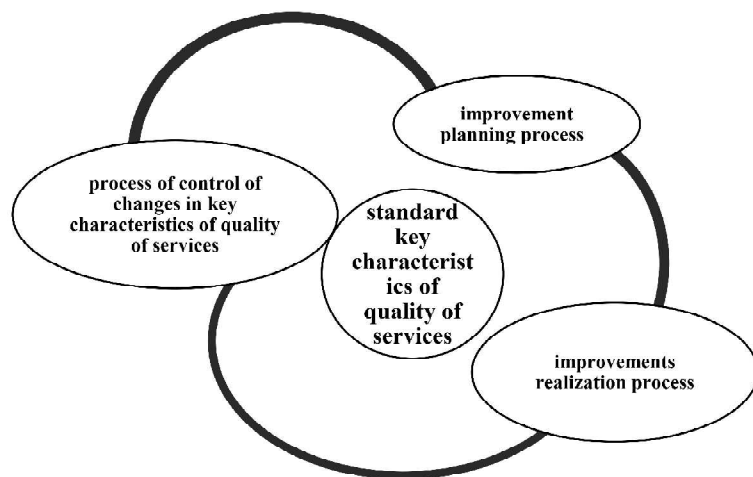 improvement
planning process
process of control of
changes in key
characteristics of quality
of services
standard
key
characterist
ics of
quality of
services
improvements
realization process